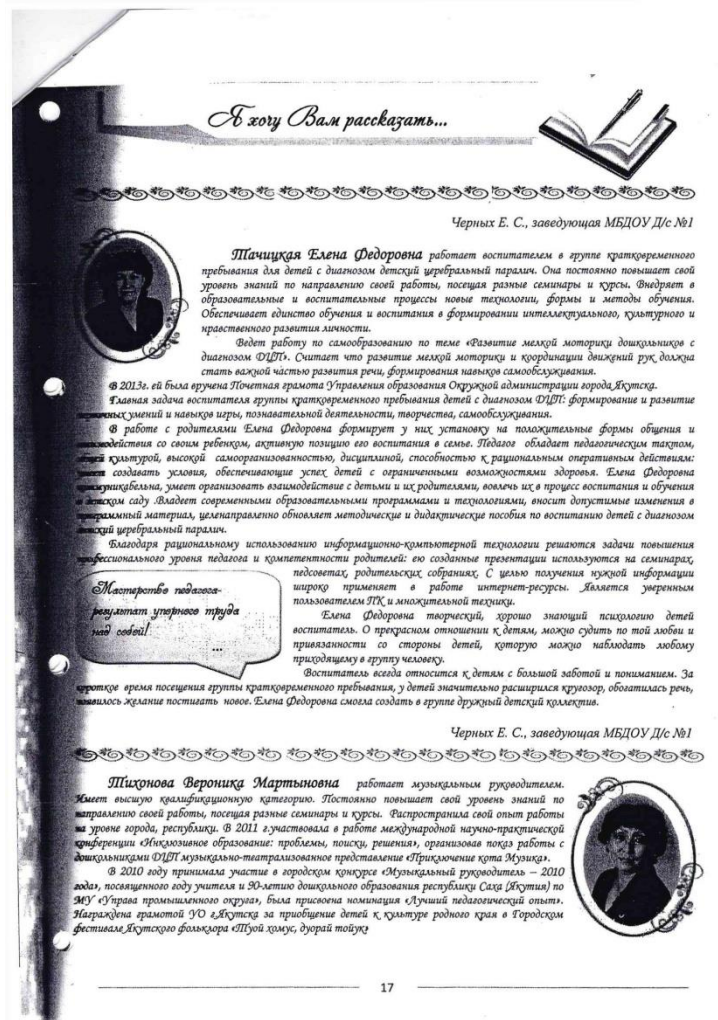 Я хочу Вам рассказать...
Черных Е. С., заведующая МБДОУ Д/с №1
Тачицкая Елена Федоровна работает воспитателем в группе кратковременного
пребывания для детей с диагнозом детский церебральный паралич. Она постоянно повышает свой
уровень знаний по направлению своей работы, посещая разные семинары и курсы. Внедряет в
образовательные и воспитательные процессы новые технологии, формы и методы обучения.
Обеспечивает единство обучения и воспитания в формировании интеллектуального, культурного и
нравственного развития личности.
Ведет работу по самообразованию по теме «Развитие мелкой моторики дошкольников с
диагнозом ДЦП». Считает что развитие мелкой моторики и координации движений рук должна
стать важной частью развития речи, формирования навыков самообслуживания.
В 2013г. ей была вручена Почетная грамота Управления образования Окружной администрации города Якутска.
Главная задача воспитателя группы кратковременного пребывания детей с диагнозом ДЦП: формирование и развитие
умений и навыков игры, познавательной деятельности, творчества, самообслуживания.
В работе с родителями Елена Федоровна формирует у них установку на положительные формы общения и
взаимодействия со своим ребенком, активную позицию его воспитания в семье. Педагог обладает педагогическим тактом,
общей культурой, высокой самоорганизованностью, дисциплиной, способностью к рациональным оперативным действиям:
умеет создавать условия, обеспечивающие успех детей с ограниченными возможностями здоровья. Елена Федоровна
коммуникабельна, умеет организовать взаимодействие с детьми и их родителями, вовлечь их в процесс воспитания и обучения
в детском саду .Владеет современными образовательными программами и технологиями, вносит допустимые изменения в
программный материал, целенаправленно обновляет методические и дидактические пособия по воспитанию детей с диагнозом
детский церебральный паралич.
Благодаря рациональному использованию информационно-компьютерной технологии решаются задачи повышения
профессионального уровня педагога и компетентности родителей: ею созданные презентации используются на семинарах,
педсоветах, родительских собраниях. С целью получения нужной информации
широко применяет в работе интернет-ресурсы. Является уверенным
пользователем ПК и множительной техники.
Мастерство педагога-
результат упорного труда
над собой!
...
Елена Федоровна творческий, хорошо знающий психологию детей
воспитатель. О прекрасном отношении к детям, можно судить по той любви и
привязанности со стороны детей, которую можно наблюдать любому
приходящему в группу человеку.
Воспитатель всегда относится к детям с большой заботой и пониманием. За
короткое время посещения группы кратковременного пребывания, у детей значительно расширился кругозор, обогатилась речь,
появилось желание постигать новое. Елена Федоровна смогла создать в группе дружный детский коллектив.
Черных Е. С., заведующая МБДОУ Д/с №1
Тихонова Вероника Мартыновна работает музыкальным руководителем.
Имеет высшую квалификационную категорию. Постоянно повышает свой уровень знаний по
направлению своей работы, посещая разные семинары и курсы. Распространила свой опыт работы
на уровне города, республики. В 2011 г.участвовала в работе международной научно-практической
конференции «Инклюзивное образование: проблемы, поиски, решения», организовав показ работы с
дошкольниками ДЦП музыкально-театрализованное представление «Приключение кота Музика».
В 2010 году принимала участие в городском конкурсе «Музыкальный руководитель – 2010
года», посвященного году учителя и 90-летию дошкольного образования республики Саха (Якутия) по
МУ «Управа промышленного округа», была присвоена номинация «Лучший педагогический опыт».
Награждена грамотой УО г.Якутска за приобщение детей к культуре родного края в Городском
фестивале Якутского фольклора «Туой хомус, дуорай тойук»
17